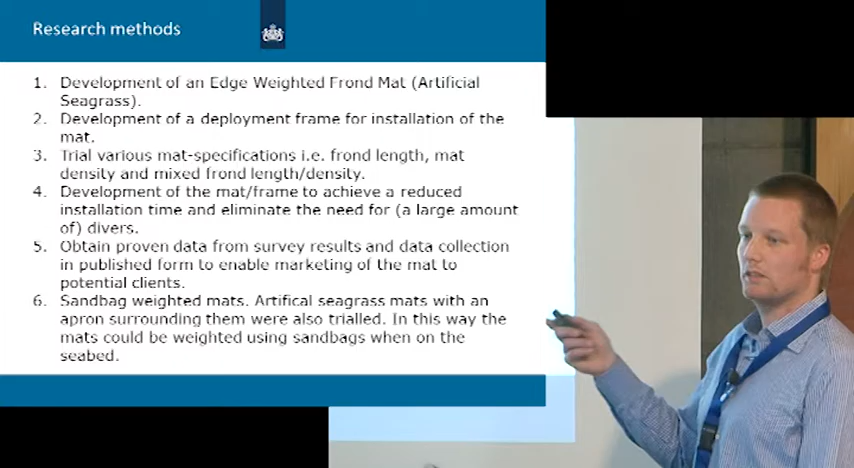 Research methods
1. Development of an Edge Weighted Frond Mat (Artificial
Seagrass).
2. Development of a deployment frame for installation of the
mat.
3. Trial various mat-specifications i.e. frond length, mat
density and mixed frond length/density.
4. Development of the mat/frame to achieve a reduced
installation time and eliminate the need for (a large amount
of) divers.
5. Obtain proven data from survey results and data collection
in published form to enable marketing of the mat to
potential clients.
6. Sandbag weighted mats. Artifical seagrass mats with an
apron surrounding them were also trialled. In this way the
mats could be weighted using sandbags when on the
seabed.